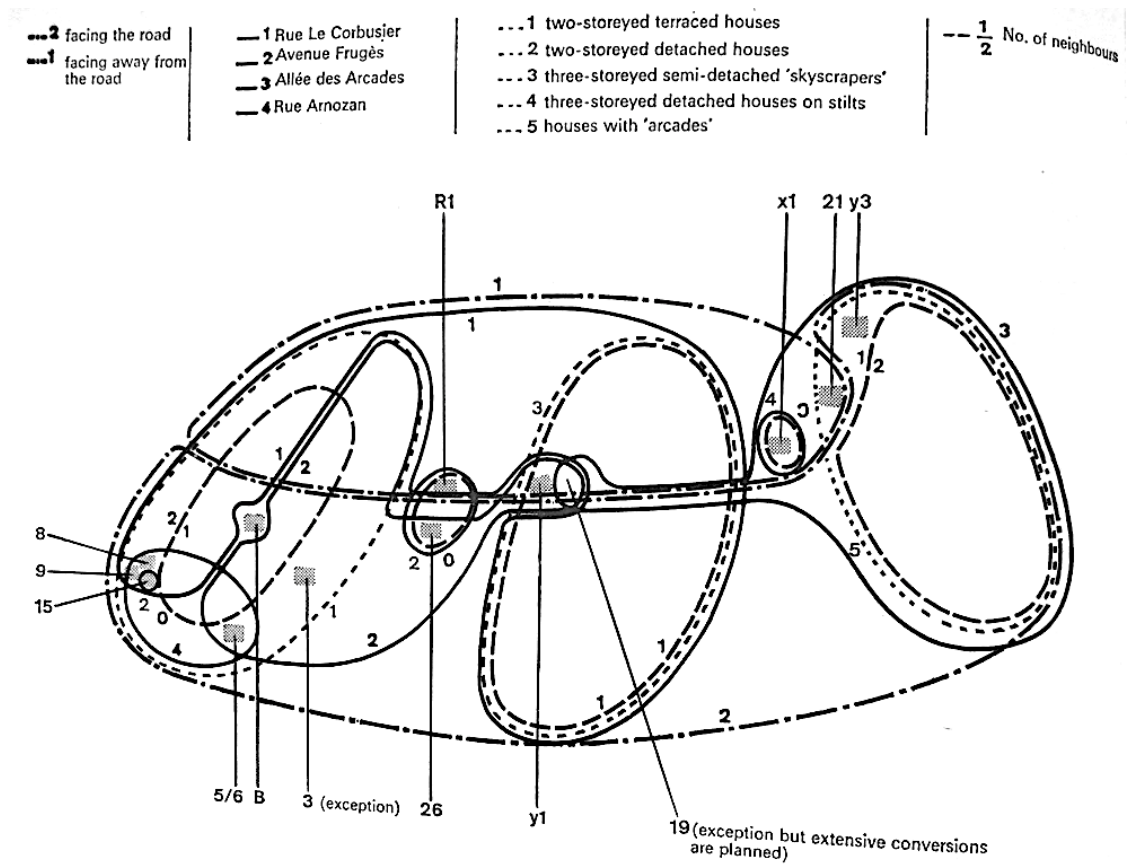 2 facing the road
1 facing away from
the road
1 Rue Le Corbusier
2 Avenue Frugès
3 Allée des Arcades
4 Rue Arnozan
1 two-storeyed terraced houses
2 two-storeyed detached houses
3 three-storeyed semi-detached 'skyscrapers'
4 three-storeyed detached houses on stilts
5 houses with 'arcades'
1/2 No. of neighbours
R1 x1 21 y3
1
1
3
1/2
4
3
1 2
2 1
8
9
15
2 0
2 0
5
1
4
2
1
1
2
5/6 B 3 (exception) 26 y1
19 (exception but extensive conversions
are planned)